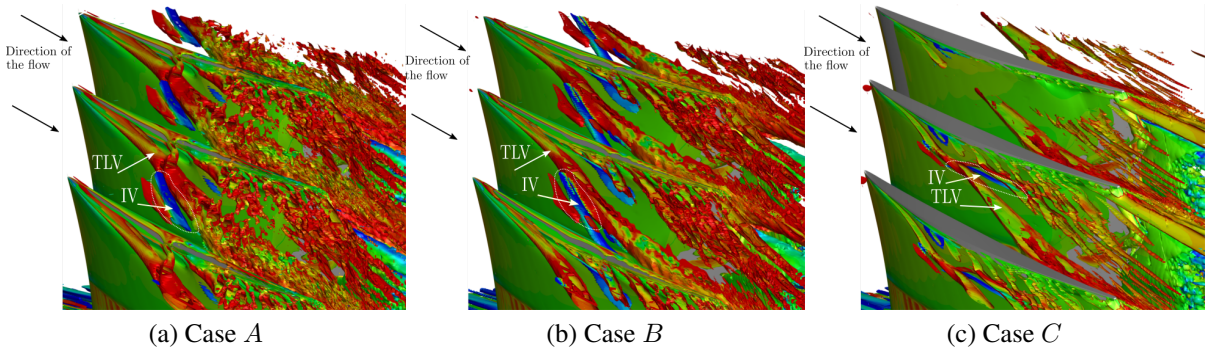 Direction of
the flow
TLV
IV
Direction of
the flow
TLV
IV
Direction of
the flow
IV
TLV
(a) Case A
(b) Case B
(c) Case C